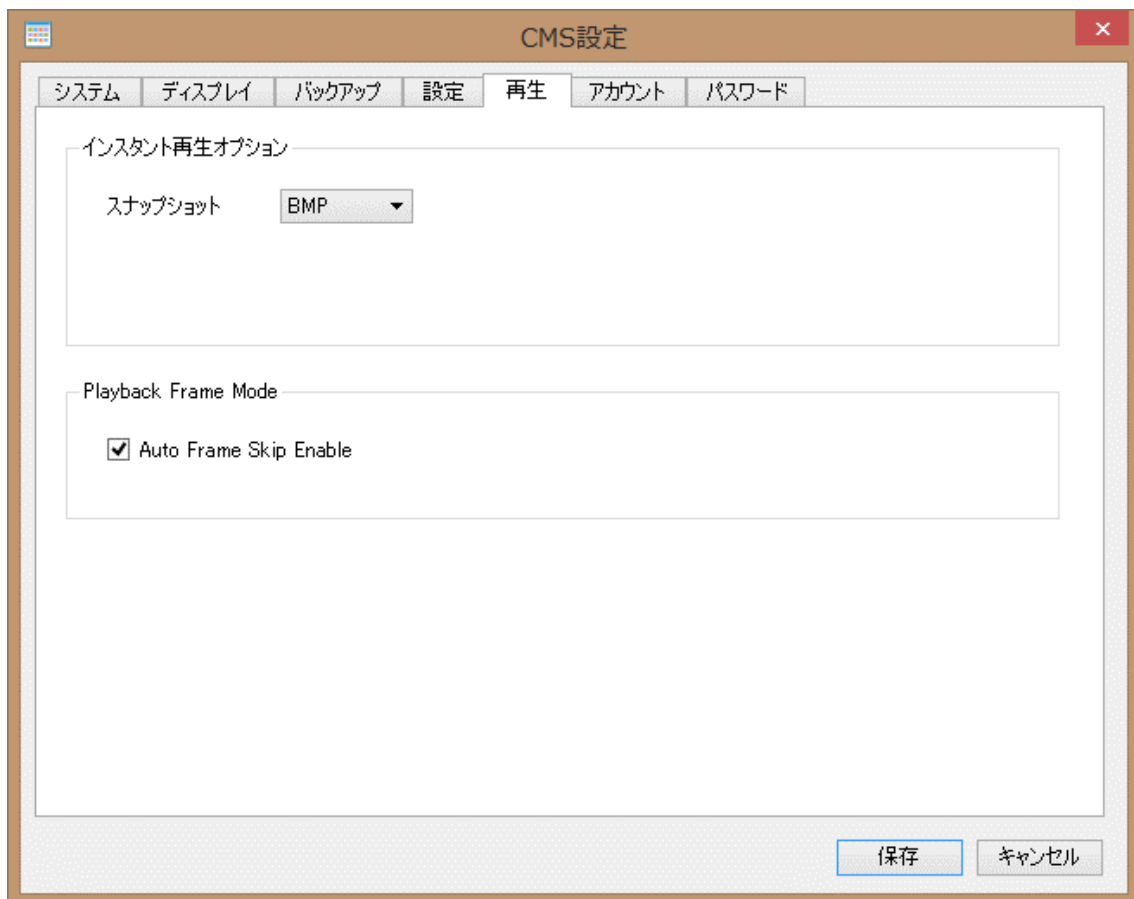 CMS設定
システム ディスプレイ バックアップ 設定 再生 アカウント パスワード
インスタント再生オプション
スナップショット BMP
Playback Frame Mode
Auto Frame Skip Enable
保存 キャンセル